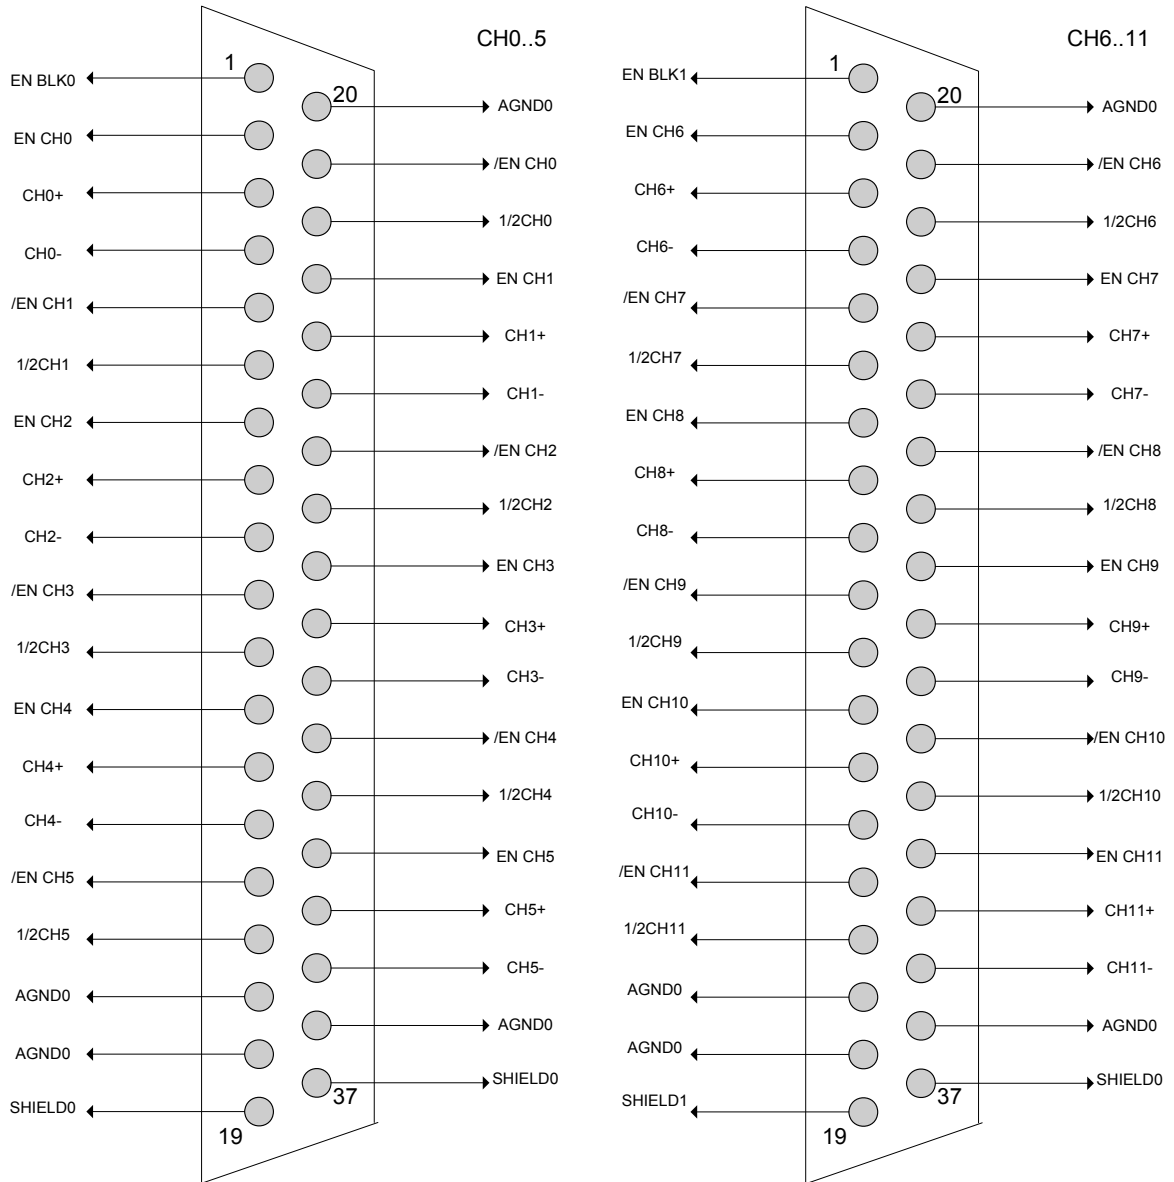 CH0..5
1
EN BLK0
20
AGND0
EN CH0
/EN CH0
CH0+
1/2CH0
CH0-
EN CH1
/EN CH1
CH1+
1/2CH1
CH1-
EN CH2
/EN CH2
CH2+
1/2CH2
CH2-
EN CH3
/EN CH3
CH3+
1/2CH3
CH3-
EN CH4
/EN CH4
CH4+
1/2CH4
CH4-
EN CH5
/EN CH5
CH5+
1/2CH5
CH5-
AGND0
AGND0
AGND0
SHIELD0
37
SHIELD0
19
CH6..11
1
EN BLK1
20
AGND0
EN CH6
/EN CH6
CH6+
1/2CH6
CH6-
EN CH7
/EN CH7
CH7+
1/2CH7
CH7-
EN CH8
/EN CH8
CH8+
1/2CH8
CH8-
EN CH9
/EN CH9
CH9+
1/2CH9
CH9-
EN CH10
/EN CH10
CH10+
1/2CH10
CH10-
EN CH11
/EN CH11
CH11+
1/2CH11
CH11-
AGND0
AGND0
AGND0
SHIELD0
37
SHIELD1
19